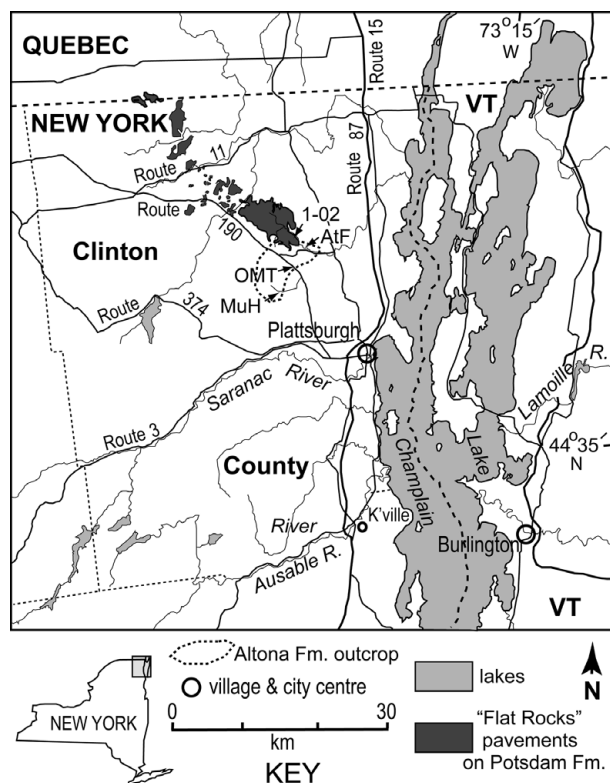 QUEBEC
Route 15
73°15′
W
NEW YORK
VT
Route 11
Route 87
Route 190
1-02
AtF
Clinton
OMT
MuH
Route 374
Plattsburgh
Saranac River
Lamoille R.
Route 3
Champlain
Lake
44°35′
N
County
River
K'ville
Burlington
Ausable R.
VT
Altona Fm. outcrop
village & city centre
lakes
N
NEW YORK
0 30
km
"Flat Rocks"
pavements
on Potsdam Fm.
KEY